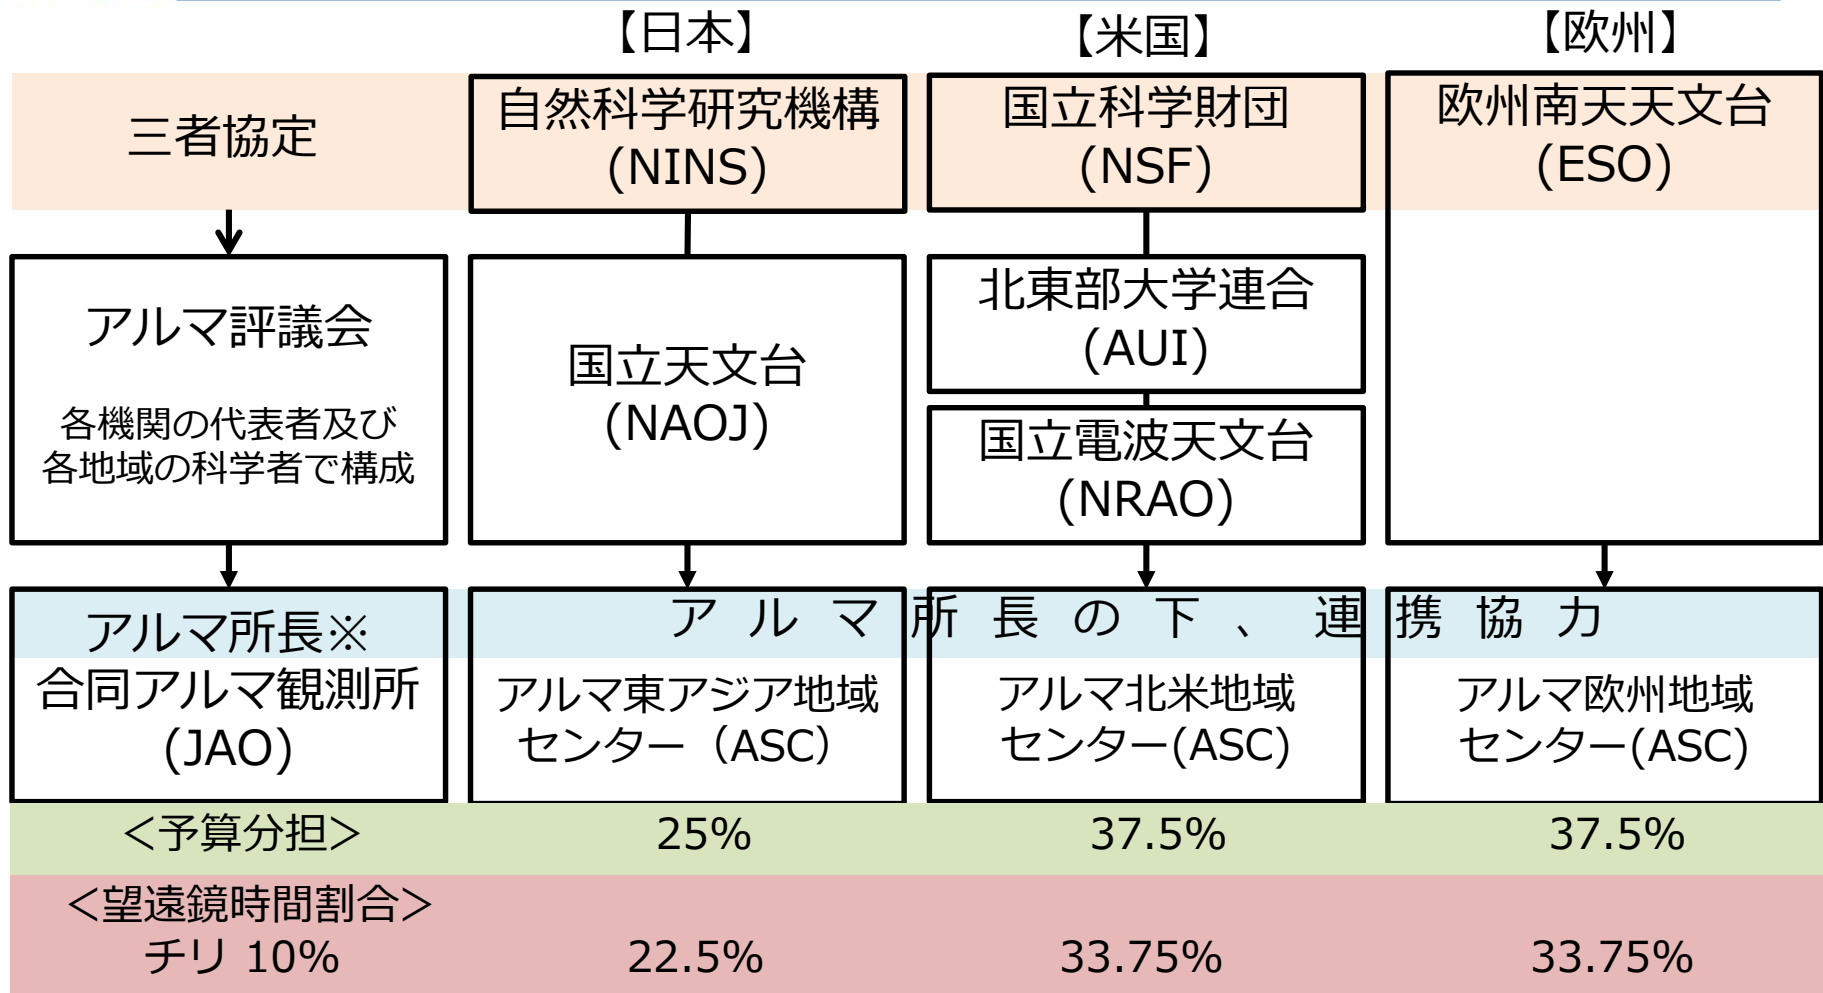 【日本】
【米国】
【欧州】
三者協定
自然科学研究機構
(NINS)
国立科学財団
(NSF)
欧州南天天文台
(ESO)
アルマ評議会
各機関の代表者及び
各地域の科学者で構成
国立天文台
(NAOJ)
北東部大学連合
(AUI)
国立電波天文台
(NRAO)
アルマ所長の下、連携協力
アルマ所長※
合同アルマ観測所
(JAO)
アルマ東アジア地域
センター（ASC）
アルマ北米地域
センター(ASC)
アルマ欧州地域
センター(ASC)
＜予算分担＞
25%
37.5%
37.5%
＜望遠鏡時間割合＞
チリ 10%
22.5%
33.75%
33.75%